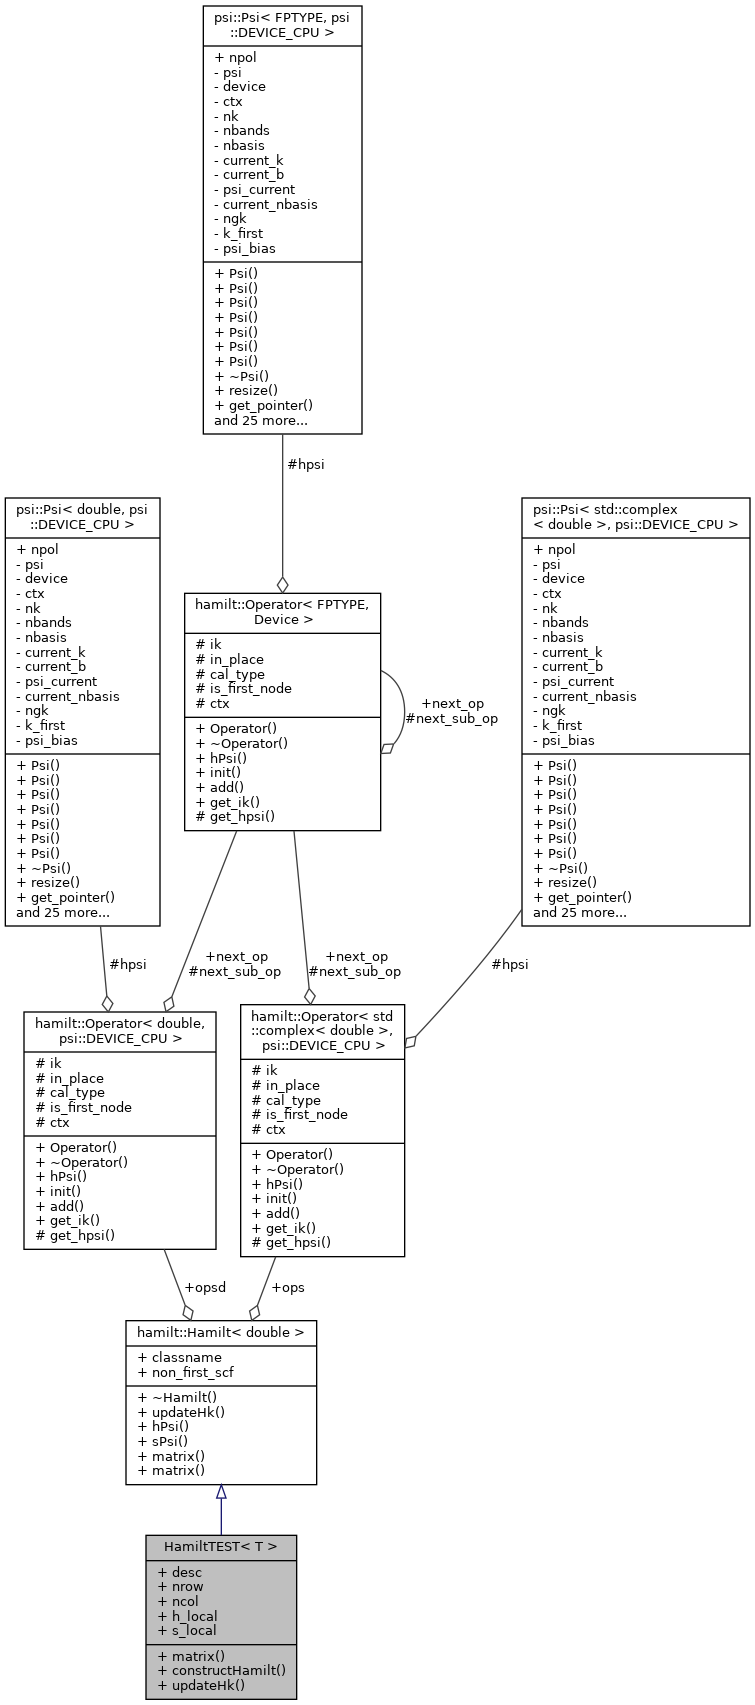 psi::Psi< FPTYPE, psi
::DEVICE_CPU >
+ npol
- psi
- device
- ctx
- nk
- nbands
- nbasis
- current_k
- current_b
- psi_current
- current_nbasis
- ngk
- k_first
- psi_bias
+ Psi()
+ Psi()
+ Psi()
+ Psi()
+ Psi()
+ Psi()
+ Psi()
+ ~Psi()
+ resize()
+ get_pointer()
and 25 more...
#hpsi
psi::Psi< double, psi
::DEVICE_CPU >
+ npol
- psi
- device
- ctx
- nk
- nbands
- nbasis
- current_k
- current_b
- psi_current
- current_nbasis
- ngk
- k_first
- psi_bias
+ Psi()
+ Psi()
+ Psi()
+ Psi()
+ Psi()
+ Psi()
+ Psi()
+ ~Psi()
+ resize()
+ get_pointer()
and 25 more...
hamilt::Operator< FPTYPE,
Device >
# ik
# in_place
# cal_type
# is_first_node
# ctx
+ Operator()
+ ~Operator()
+ hPsi()
+ init()
+ add()
+ get_ik()
# get_hpsi()
+next_op
#next_sub_op
psi::Psi< std::complex
< double >, psi::DEVICE_CPU >
+ npol
- psi
- device
- ctx
- nk
- nbands
- nbasis
- current_k
- current_b
- psi_current
- current_nbasis
- ngk
- k_first
- psi_bias
+ Psi()
+ Psi()
+ Psi()
+ Psi()
+ Psi()
+ Psi()
+ Psi()
+ ~Psi()
+ resize()
+ get_pointer()
and 25 more...
#hpsi
+next_op
#next_sub_op
+next_op
#next_sub_op
#hpsi
hamilt::Operator< double,
psi::DEVICE_CPU >
# ik
# in_place
# cal_type
# is_first_node
# ctx
+ Operator()
+ ~Operator()
+ hPsi()
+ init()
+ add()
+ get_ik()
# get_hpsi()
hamilt::Operator< std
::complex< double >,
psi::DEVICE_CPU >
# ik
# in_place
# cal_type
# is_first_node
# ctx
+ Operator()
+ ~Operator()
+ hPsi()
+ init()
+ add()
+ get_ik()
# get_hpsi()
+opsd
+ops
hamilt::Hamilt< double >
+ classname
+ non_first_scf
+ ~Hamilt()
+ updateHk()
+ hPsi()
+ sPsi()
+ matrix()
+ matrix()
HamiltTEST< T >
+ desc
+ nrow
+ ncol
+ h_local
+ s_local
+ matrix()
+ constructHamilt()
+ updateHk()